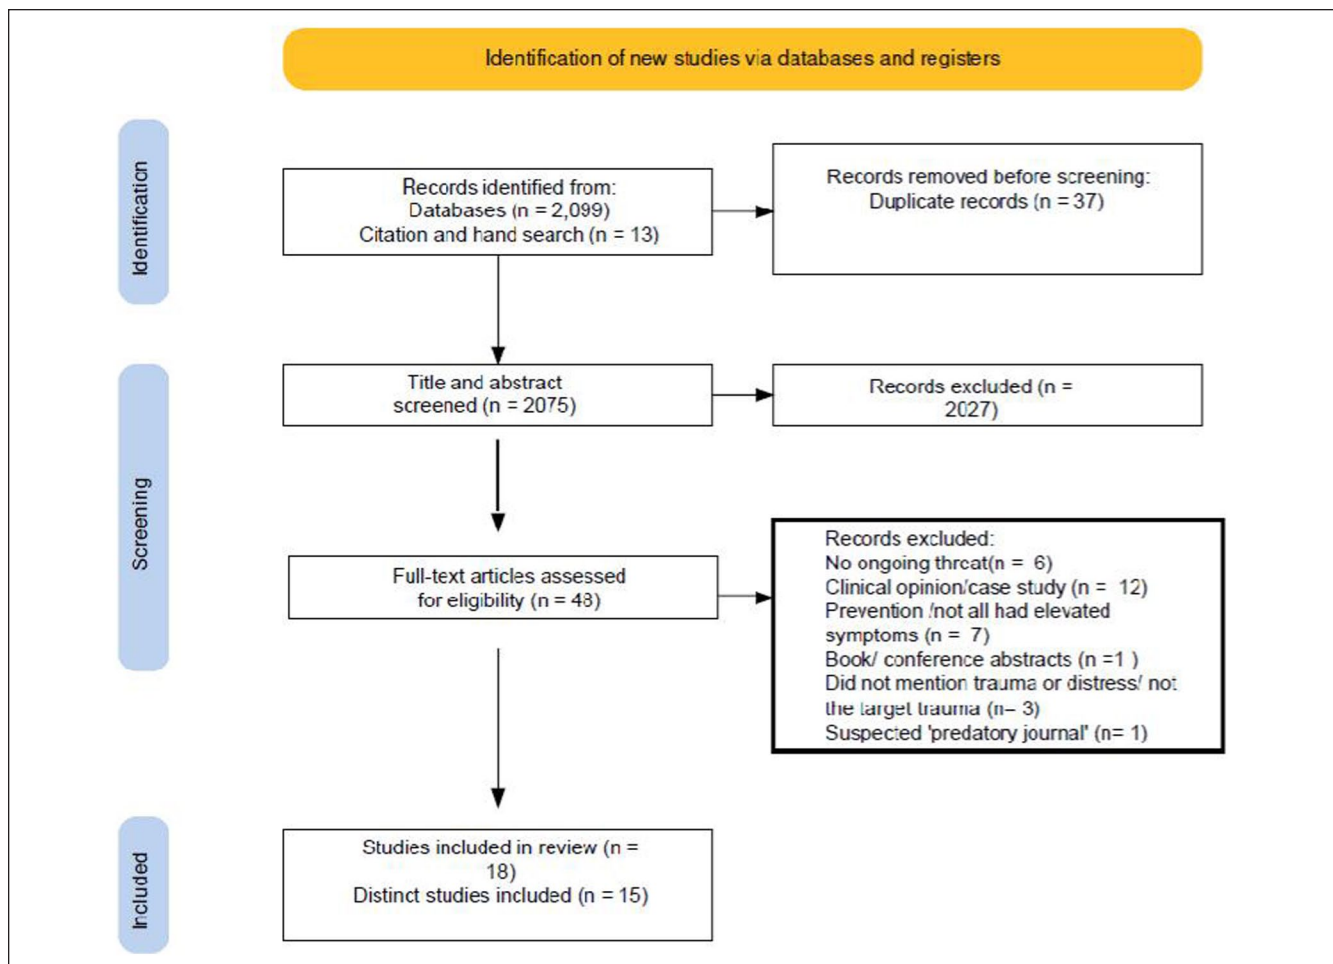 Identification of new studies via databases and registers
Identification
Records identified from:
Databases (n = 2,099)
Citation and hand search (n = 13)
Records removed before screening:
Duplicate records (n = 37)
Screening
Title and abstract
screened (n = 2075)
Records excluded (n =
2027)
Full-text articles assessed
for eligibility (n = 48)
Records excluded:
No ongoing threat(n = 6)
Clinical opinion/case study (n = 12)
Prevention /not all had elevated
symptoms (n = 7)
Book/ conference abstracts (n =1 )
Did not mention trauma or distress/ not
the target trauma (n= 3)
Suspected 'predatory journal' (n= 1)
Included
Studies included in review (n =
18)
Distinct studies included (n = 15)